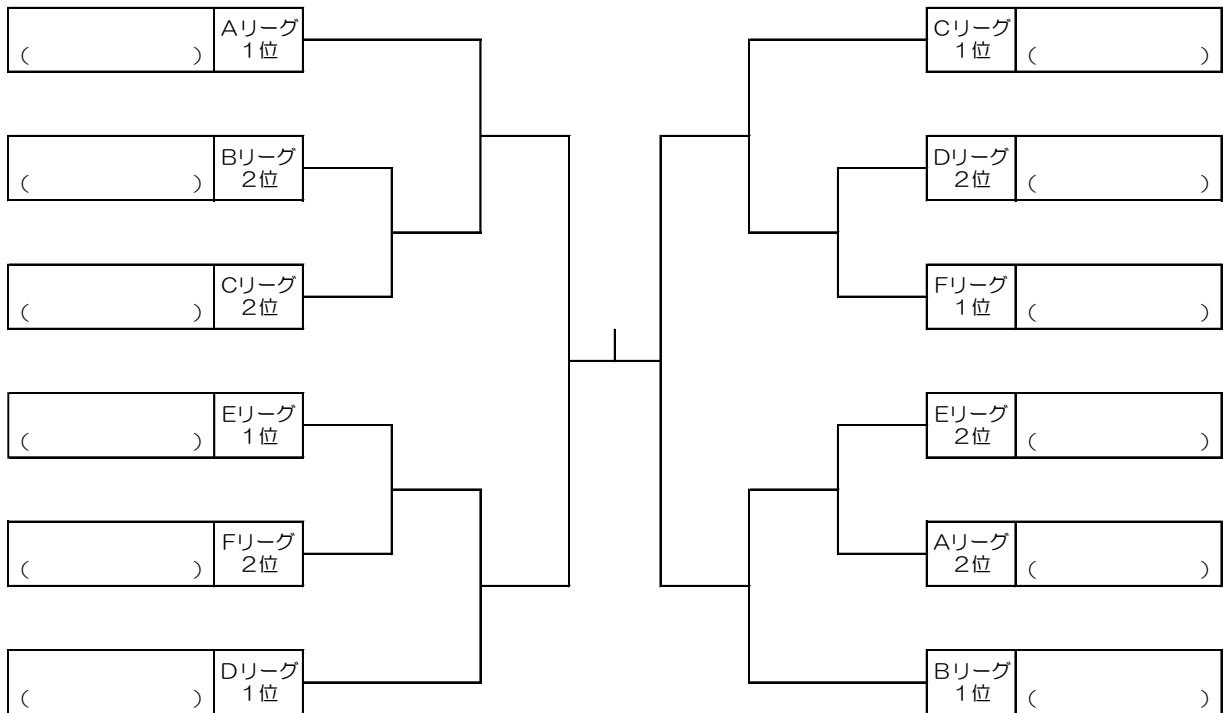 Aリーグ
1位
(　　　　　)
Bリーグ
2位
(　　　　　)
Cリーグ
2位
(　　　　　)
Eリーグ
1位
(　　　　　)
Fリーグ
2位
(　　　　　)
Dリーグ
1位
(　　　　　)
Cリーグ
1位
(　　　　　)
Dリーグ
2位
(　　　　　)
Fリーグ
1位
(　　　　　)
Eリーグ
2位
(　　　　　)
Aリーグ
2位
(　　　　　)
Bリーグ
1位
(　　　　　)